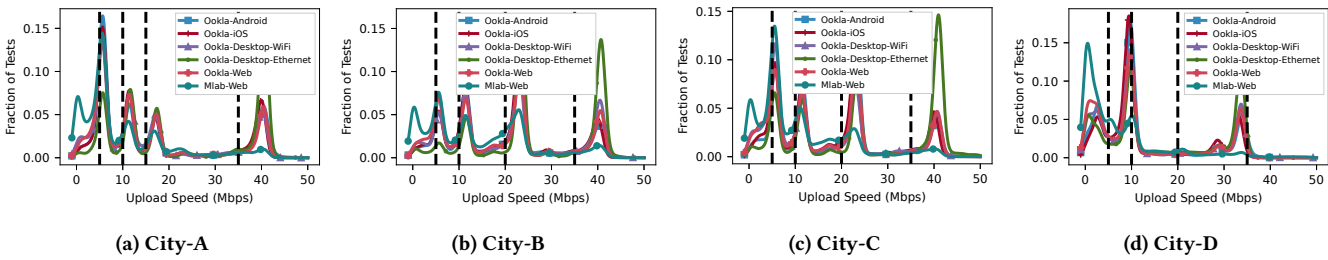 Fraction of Tests
0.15
0.10
0.05
0.00
0 10 20 30 40 50
Upload Speed (Mbps)
Ookla-Android
Ookla-iOS
Ookla-Desktop-WiFi
Ookla-Desktop-Ethernet
Ookla-Web
Mlab-Web
(a) City-A
Fraction of Tests
0.15
0.10
0.05
0.00
0 10 20 30 40 50
Upload Speed (Mbps)
Ookla-Android
Ookla-iOS
Ookla-Desktop-WiFi
Ookla-Desktop-Ethernet
Ookla-Web
Mlab-Web
(b) City-B
Fraction of Tests
0.15
0.10
0.05
0.00
0 10 20 30 40 50
Upload Speed (Mbps)
Ookla-Android
Ookla-iOS
Ookla-Desktop-WiFi
Ookla-Desktop-Ethernet
Ookla-Web
Mlab-Web
(c) City-C
Fraction of Tests
0.15
0.10
0.05
0.00
0 10 20 30 40 50
Upload Speed (Mbps)
Ookla-Android
Ookla-iOS
Ookla-Desktop-WiFi
Ookla-Desktop-Ethernet
Ookla-Web
Mlab-Web
(d) City-D